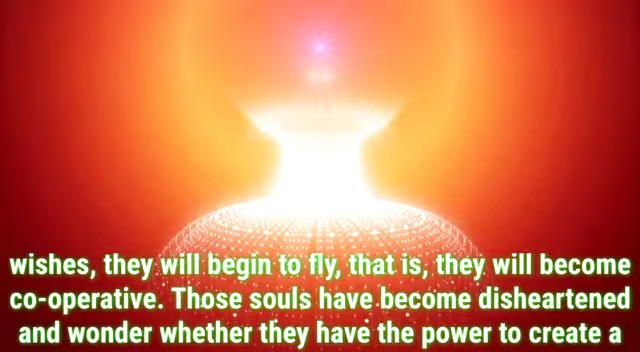 wishes, they will begin to fly, that is, they will become
co-operative. Those souls have become disheartened
and wonder whether they have the power to create a